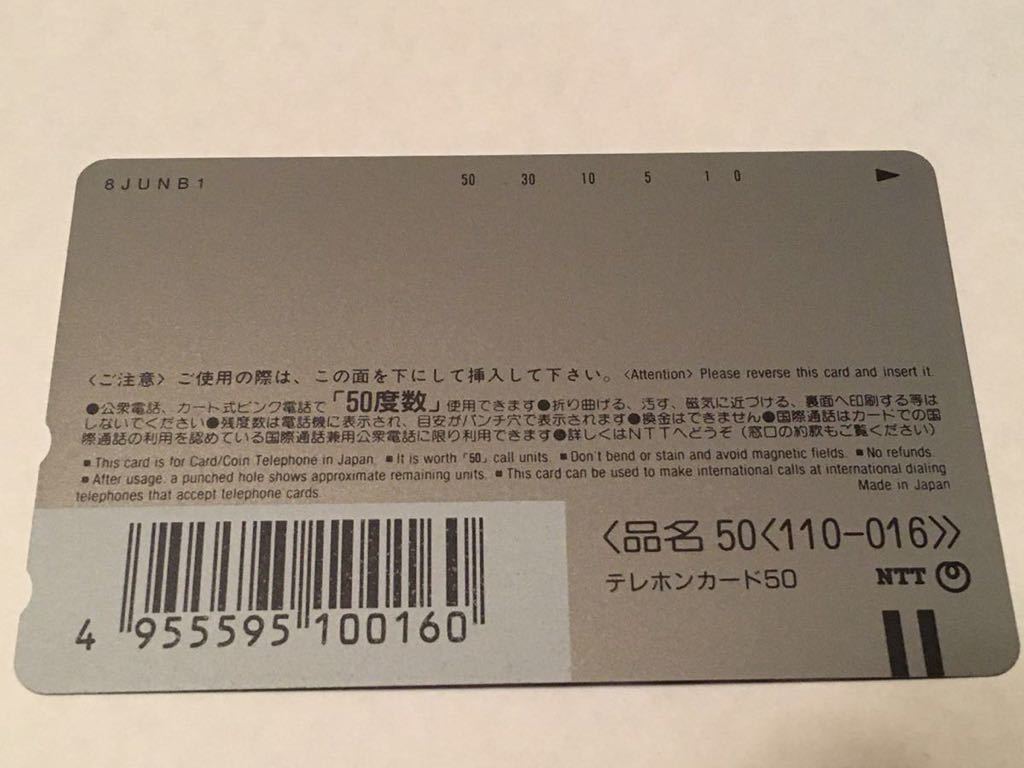 8JUNB1 50 30 10 5 1 0
〈ご注意〉ご使用の際は、この面を下にして挿入して下さい。〈Attention〉Please reverse this card and insert it.
●公衆電話、カード式ピンク電話で「50度数」使用できます●折り曲げる、汚す、磁気に近づける、裏面へ印刷する等は
しないでください●残度数は電話機に表示され、目安がパンチ穴で表示されます●換金はできません●国際通話はカードでの国
際通話の利用を認めている国際通話兼用公衆電話に限り利用できます●詳しくはNTTへどうぞ(窓口の約款もご覧ください)
■This card is for Card/Coin Telephone in Japan. ■It is worth「50」call units. ■Don't bend or stain and avoid magnetic fields. ■No refunds.
■After usage, a punched hole shows approximate remaining units. ■This card can be used to make international calls at international dialing
telephones that accept telephone cards. Made in Japan
〈品名 50〈110-016〉〉
テレホンカード50 NTT
4 955595 100160